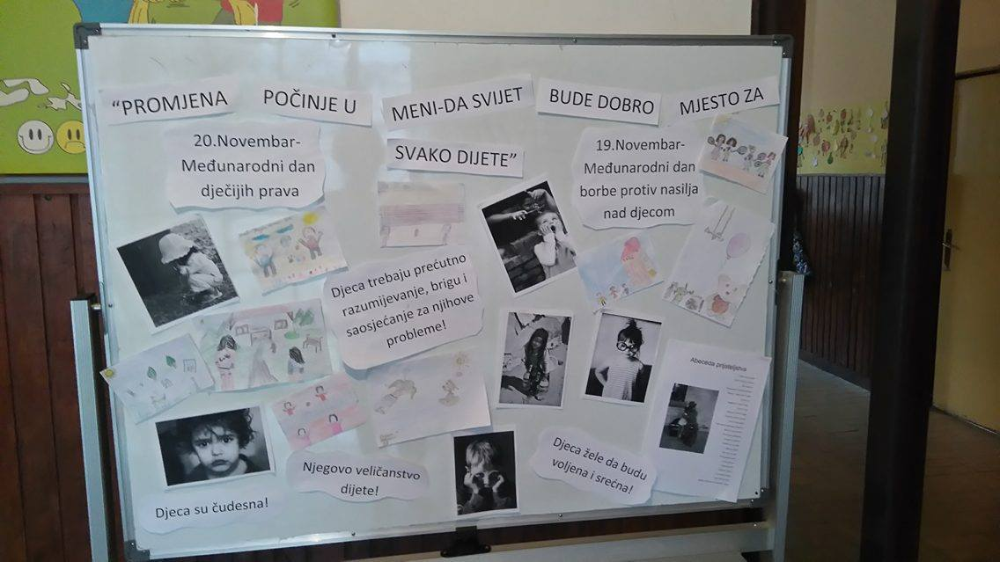 “PROMJENA POČINJE U MENI-DA SVIJET BUDE DOBRO MJESTO ZA
SVAKO DIJETE”
20.Novembar-
Međunarodni dan
dječijih prava
19.Novembar-
Međunarodni dan
borbe protiv nasilja
nad djecom
Djeca trebaju prećutno
razumijevanje, brigu i
saosjećanje za njihove
probleme!
Abeceda prijateljstva
Djeca žele da budu
voljena i srećna!
Njegovo veličanstvo
dijete!
Djeca su čudesna!